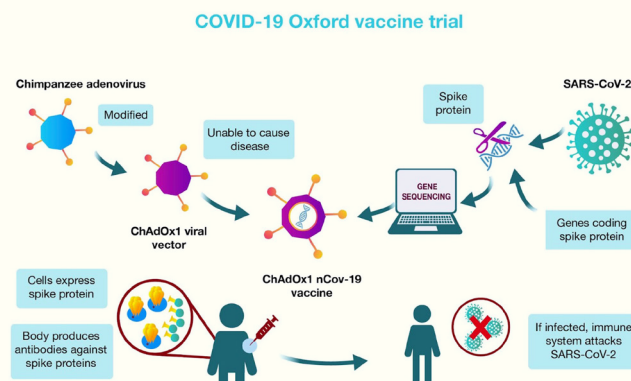 COVID-19 Oxford vaccine trial
Chimpanzee adenovirus
Modified
Unable to cause
disease
Spike
protein
SARS-CoV-2
GENE
SEQUENCING
ChAdOx1 viral
vector
Genes coding
spike protein
ChAdOx1 nCov-19
vaccine
Cells express
spike protein
Body produces
antibodies against
spike proteins
If infected, immune
system attacks
SARS-CoV-2